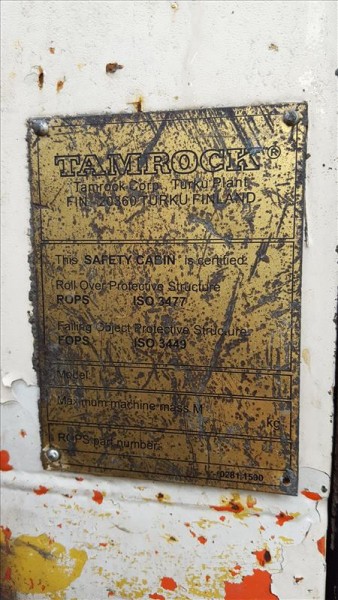 TAMROCK®
Tamrock Corp. Turku Plant
FIN - 20360 TURKU FINLAND
This SAFETY CABIN is certified:
Roll Over Protective Structure
ROPS ISO 3477
Falling Object Protective Structure
FOPS ISO 3449
Model
Maximum machine mass M
Kg
ROPS part number